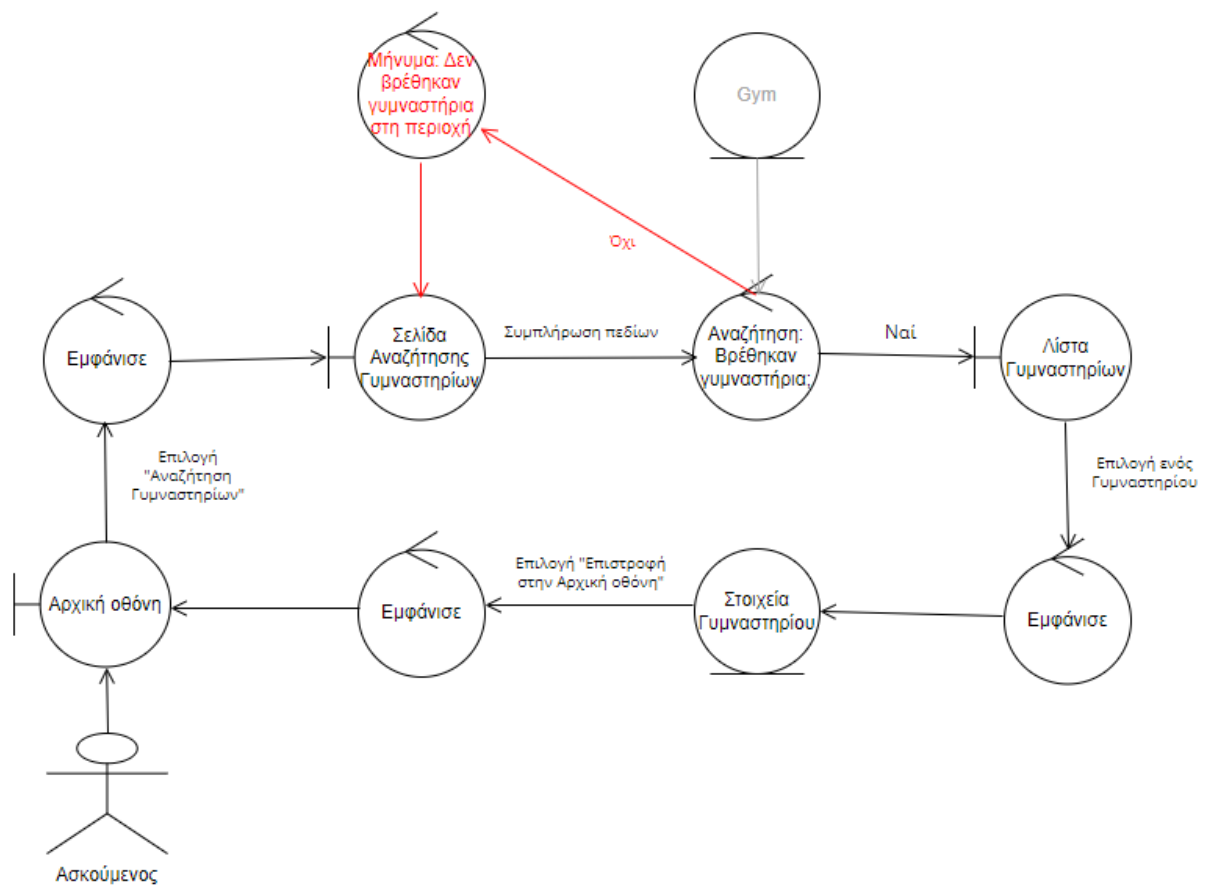 Μήνυμα: Δεν
βρέθηκαν
γυμναστήρια
στη περιοχή
Gym
Όχι
Εμφάνισε
Σελίδα
Αναζήτησης
Γυμναστηρίων
Συμπλήρωση πεδίων
Αναζήτηση:
Βρέθηκαν
γυμναστήρια;
Ναί
Λίστα
Γυμναστηρίων
Επιλογή
"Αναζήτηση
Γυμναστηρίων"
Επιλογή ενός
Γυμναστηρίου
Αρχική οθόνη
Εμφάνισε
Επιλογή "Επιστροφή
στην Αρχική οθόνη"
Στοιχεία
Γυμναστηρίου
Εμφάνισε
Ασκούμενος